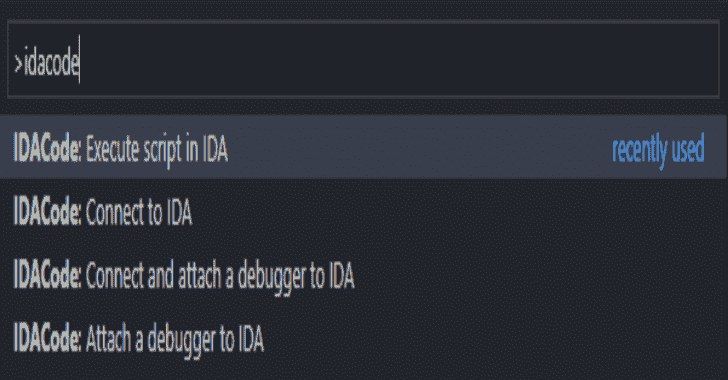 >idacode
IDACode: Execute script in IDA recently used
IDACode: Connect to IDA
IDACode: Connect and attach a debugger to IDA
IDACode: Attach a debugger to IDA